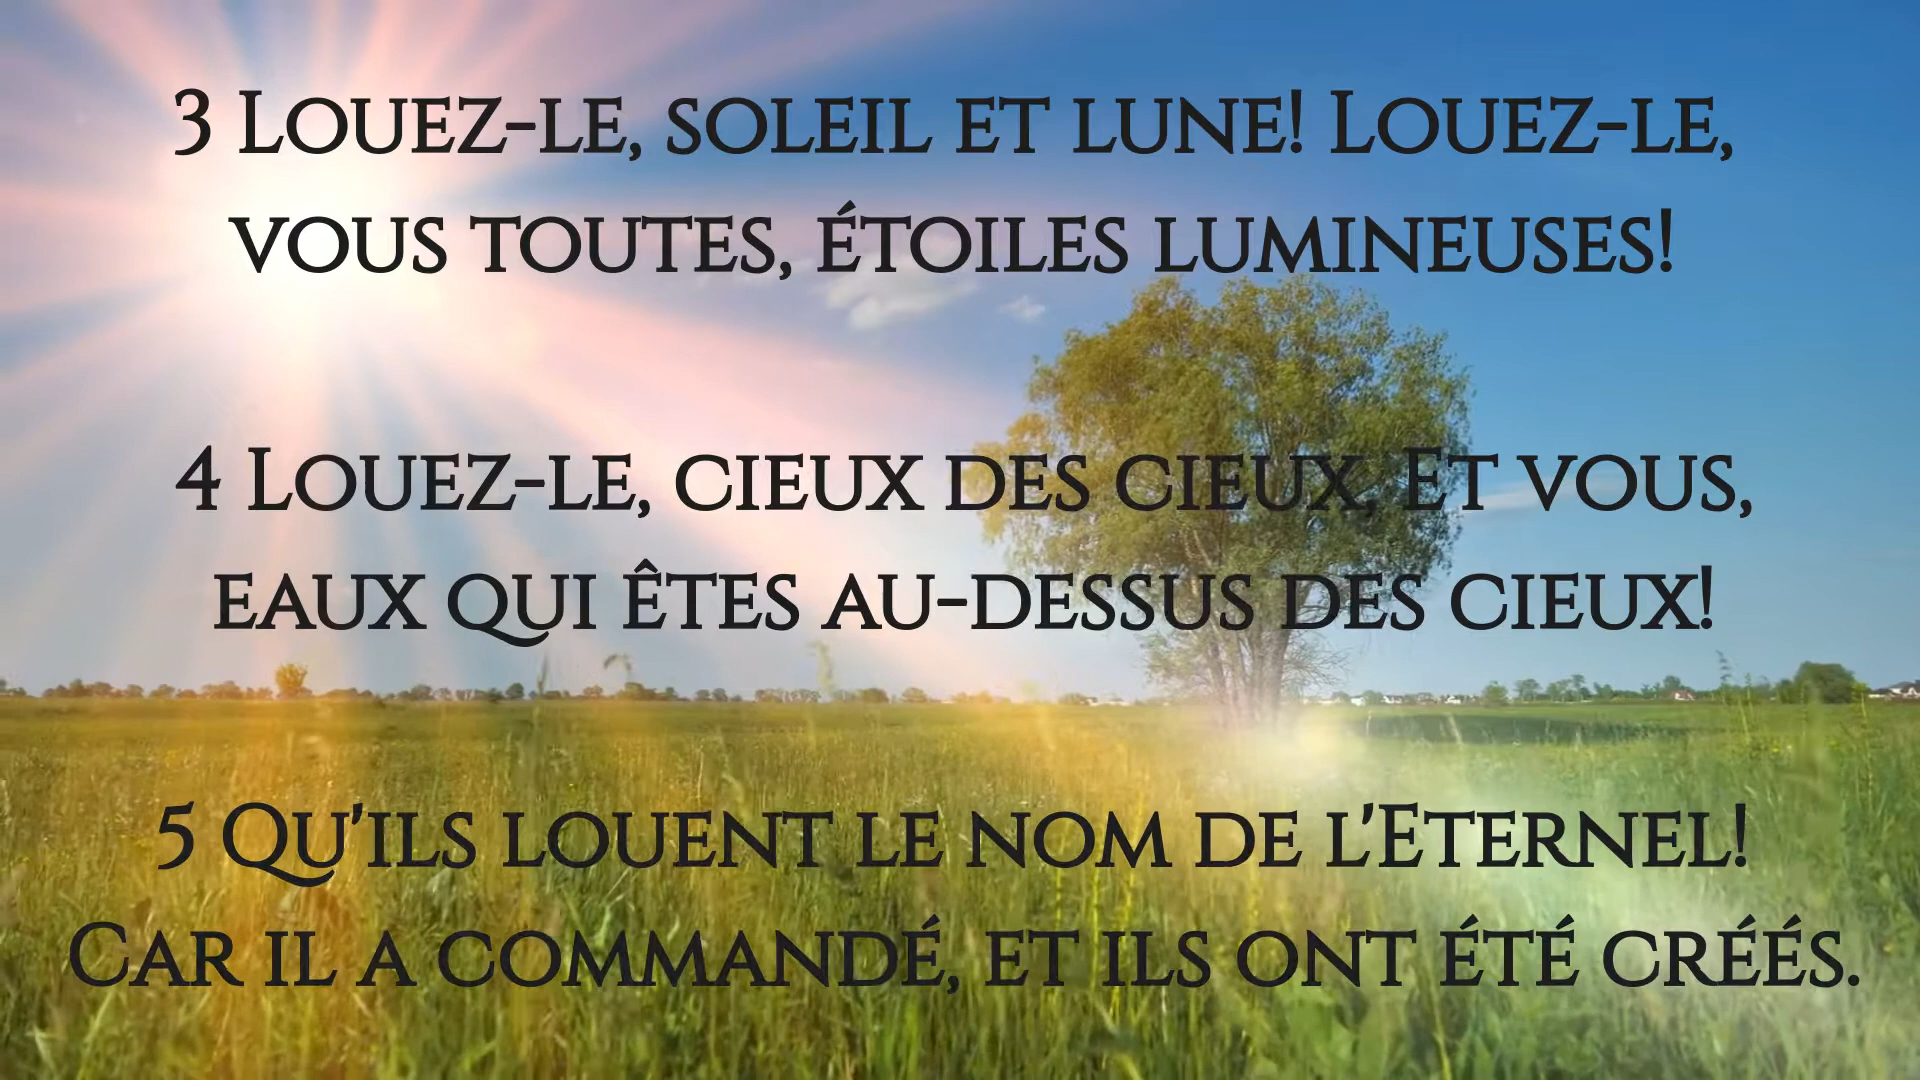 3 Louez-le, soleil et lune! Louez-le,
vous toutes, étoiles lumineuses!
4 Louez-le, cieux des cieux, Et vous,
eaux qui êtes au-dessus des cieux!
5 Qu'ils louent le nom de l'Eternel!
Car il a commandé, et ils ont été créés.